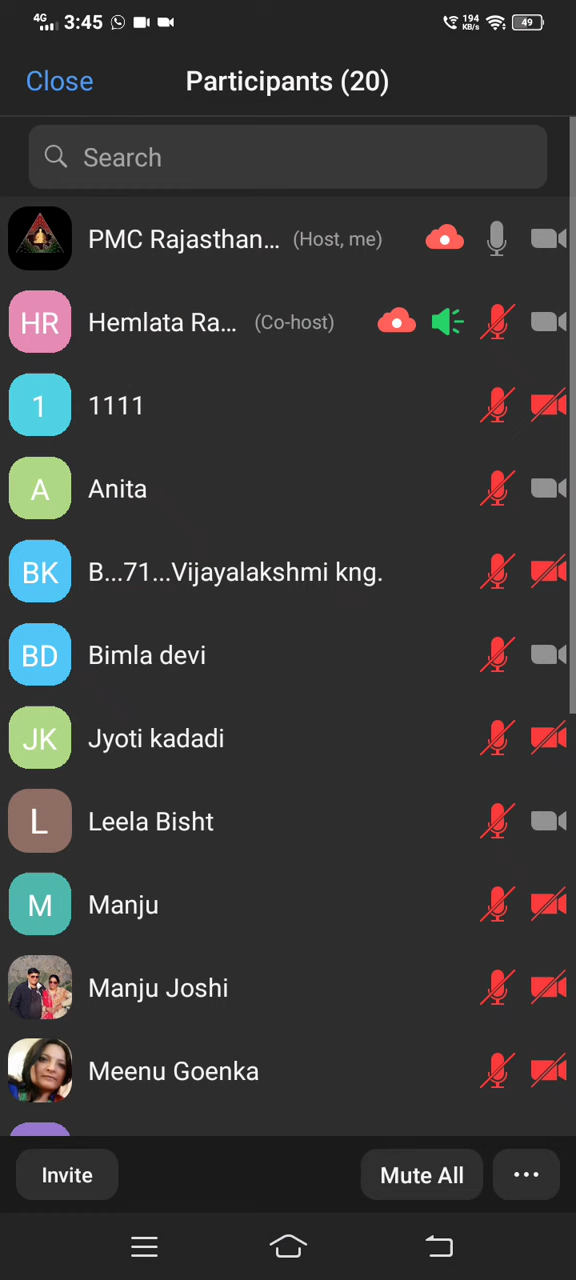 4G 3:45 194 KB/s 49
Close Participants (20)
Search
PMC Rajasthan... (Host, me)
HR Hemlata Ra... (Co-host)
1 1111
A Anita
BK B...71...Vijayalakshmi kng.
BD Bimla devi
JK Jyoti kadadi
L Leela Bisht
M Manju
Manju Joshi
Meenu Goenka
Invite Mute All ...